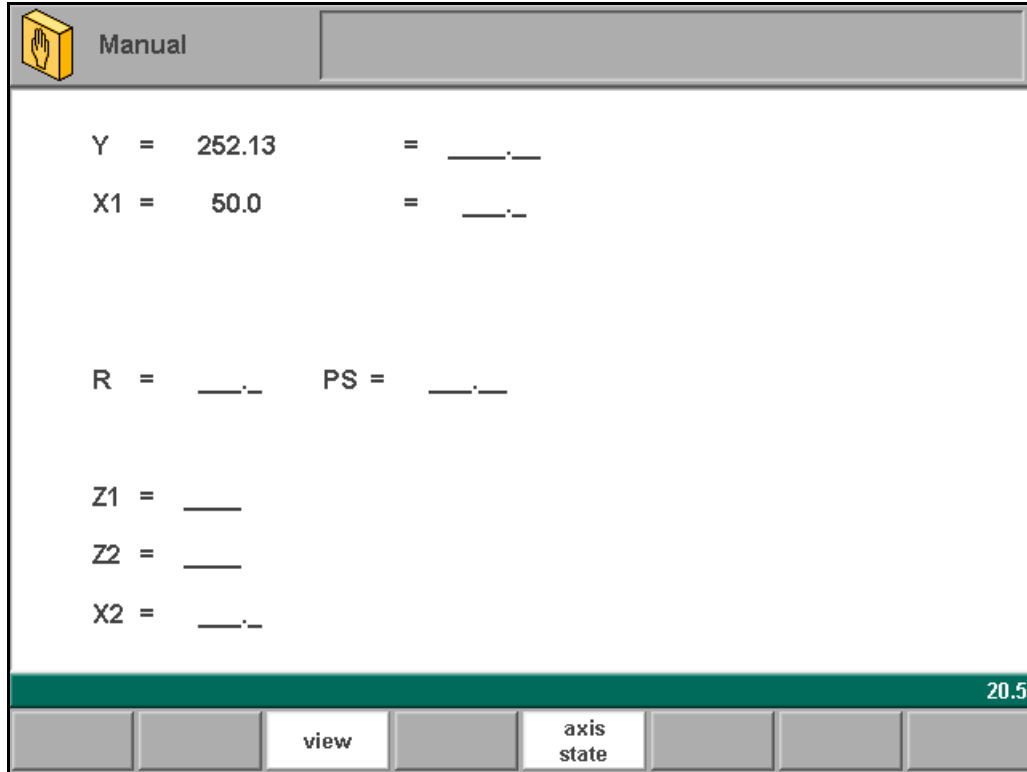 Manual
Y = 252.13 = ____.__
X1 = 50.0 = ___._
R = ___._ PS = ___.__
Z1 = ____
Z2 = ____
X2 = ___._
20.5
view axis
state